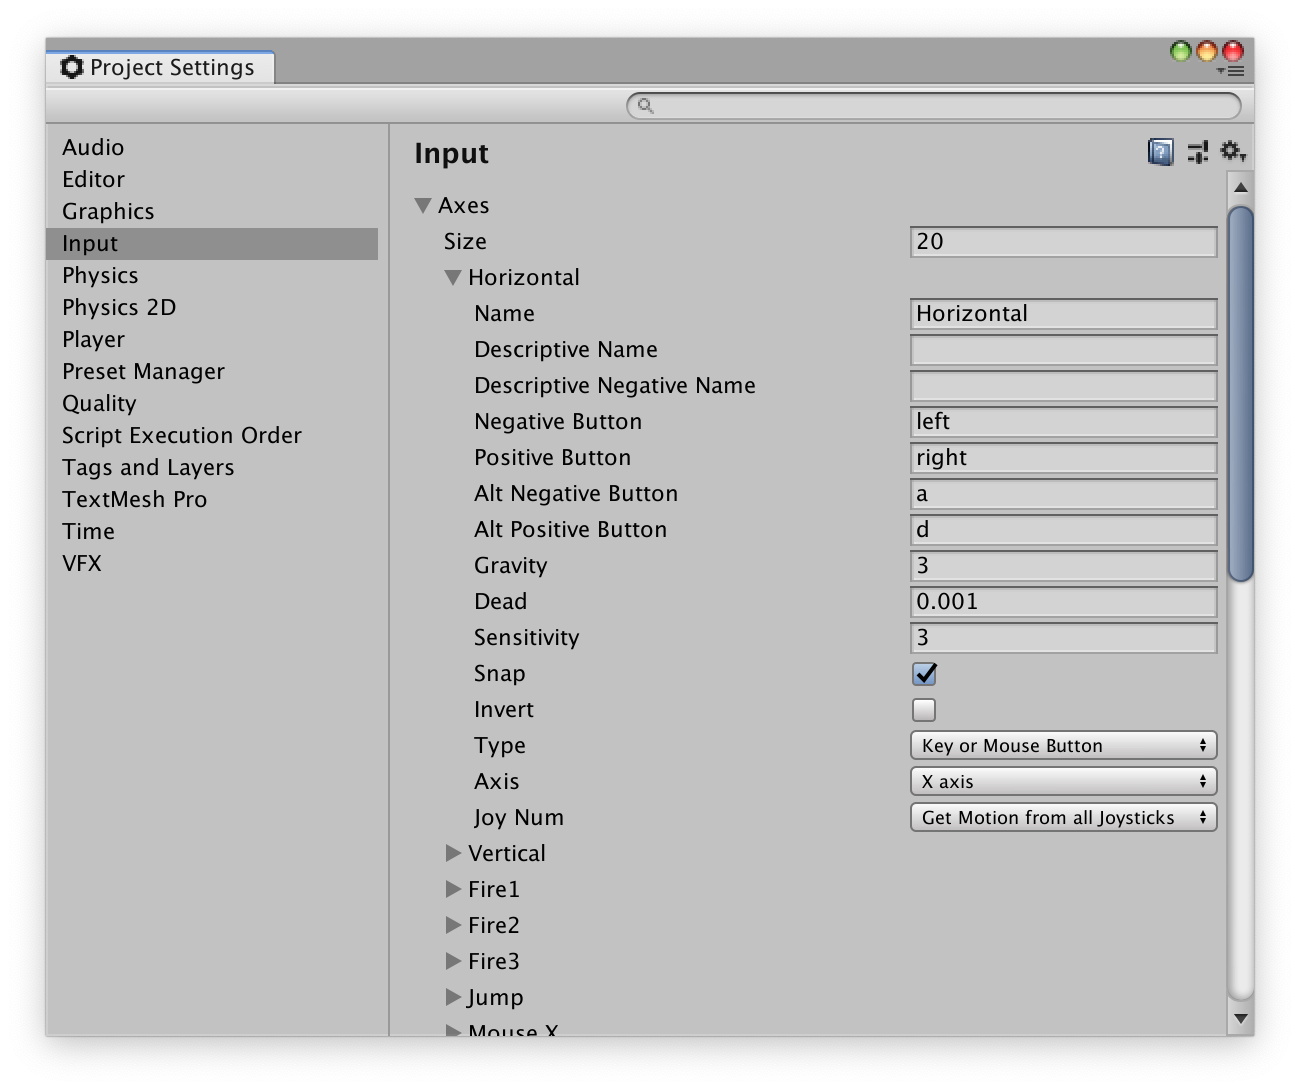 Project Settings
Audio
Editor
Graphics
Input
Physics
Physics 2D
Player
Preset Manager
Quality
Script Execution Order
Tags and Layers
TextMesh Pro
Time
VFX
Input
Axes
Size 20
Horizontal
Name Horizontal
Descriptive Name
Descriptive Negative Name
Negative Button left
Positive Button right
Alt Negative Button a
Alt Positive Button d
Gravity 3
Dead 0.001
Sensitivity 3
Snap
Invert
Type Key or Mouse Button
Axis X axis
Joy Num Get Motion from all Joysticks
Vertical
Fire1
Fire2
Fire3
Jump
Mouse X